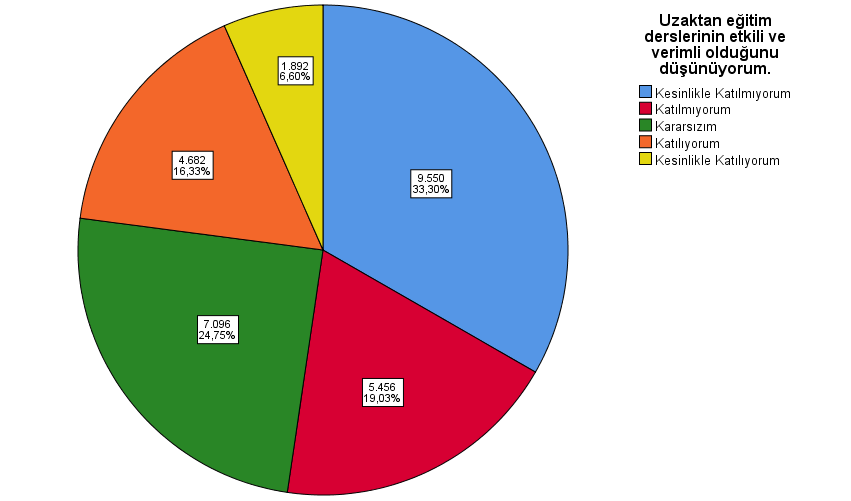 Uzaktan eğitim
derslerinin etkili ve
verimli olduğunu
düşünüyorum.
Kesinlikle Katılmıyorum
Katılmıyorum
Kararsızım
Katılıyorum
Kesinlikle Katılıyorum
1.892
6,60%
4.682
16,33%
9.550
33,30%
7.096
24,75%
5.456
19,03%